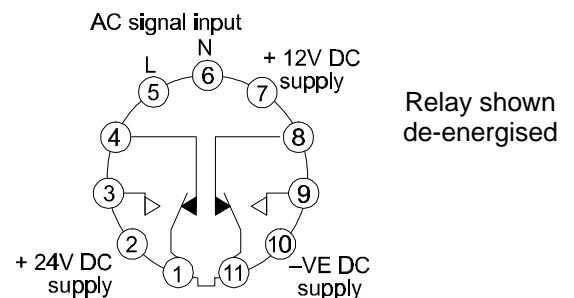 AC signal input
L
N
+ 12V DC
supply
5
6
7
Relay shown
de-energised
4
8
3
9
2
10
+ 24V DC
supply
1
11
–VE DC
supply